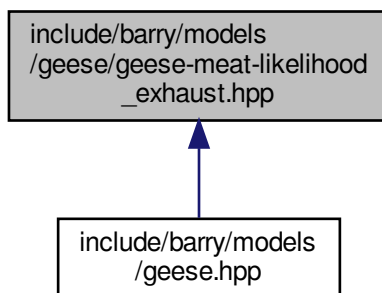 include/barry/models
/geese/geese-meat-likelihood
_exhaust.hpp
include/barry/models
/geese.hpp